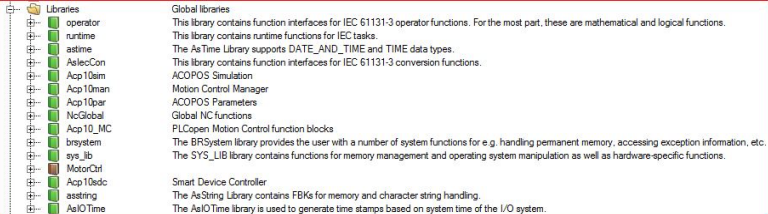 Libraries Global libraries
operator This library contains function interfaces for IEC 61131-3 operator functions. For the most part, these are mathematical and logical functions.
runtime This library contains runtime functions for IEC tasks.
astime The AsTime Library supports DATE_AND_TIME and TIME data types.
AsIecCon This library contains function interfaces for IEC 61131-3 conversion functions.
Acp10sim ACOPOS Simulation
Acp10man Motion Control Manager
Acp10par ACOPOS Parameters
NcGlobal Global NC functions
Acp10_MC PLCopen Motion Control function blocks
brsystem The BRSystem library provides the user with a number of system functions for e.g. handling permanent memory, accessing exception information, etc.
sys_lib The SYS_LIB library contains functions for memory management and operating system manipulation as well as hardware-specific functions.
MotorCtrl
Acp10sdc Smart Device Controller
asstring The AsString Library contains FBKs for memory and character string handling.
AsIOTime The AsIOTime library is used to generate time stamps based on system time of the I/O system.